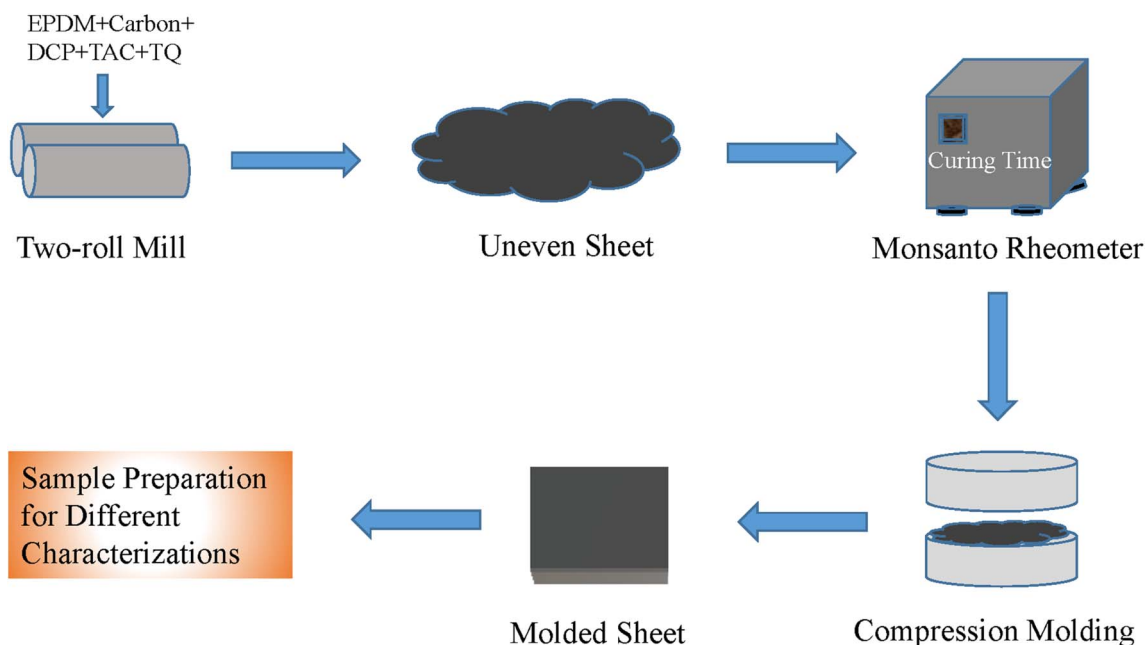 EPDM+Carbon+
DCP+TAC+TQ
Two-roll Mill
Uneven Sheet
Curing Time
Monsanto Rheometer
Compression Molding
Molded Sheet
Sample Preparation
for Different
Characterizations